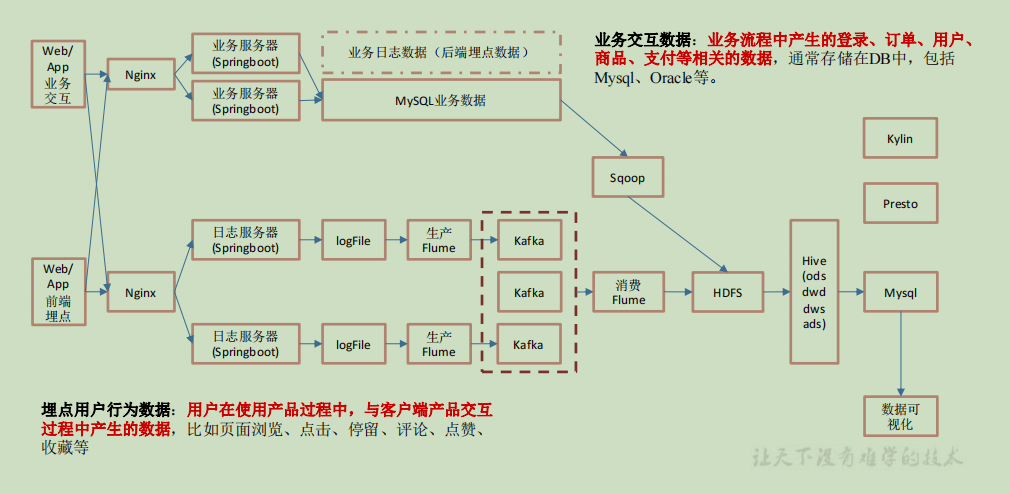 Web/
App
业务
交互
Nginx
业务服务器
(Springboot)
业务服务器
(Springboot)
业务日志数据（后端埋点数据）
MySQL业务数据
业务交互数据：业务流程中产生的登录、订单、用户、
商品、支付等相关的数据，通常存储在DB中，包括
Mysql、Oracle等。
Sqoop
Kylin
Presto
Web/
App
前端
埋点
Nginx
日志服务器
(Springboot)
logFile
生产
Flume
Kafka
Kafka
日志服务器
(Springboot)
logFile
生产
Flume
Kafka
消费
Flume
HDFS
Hive
(ods
dwd
dws
ads)
Mysql
数据可
视化
埋点用户行为数据：用户在使用产品过程中，与客户端产品交互
过程中产生的数据，比如页面浏览、点击、停留、评论、点赞、
收藏等
让天下没有难学的技术